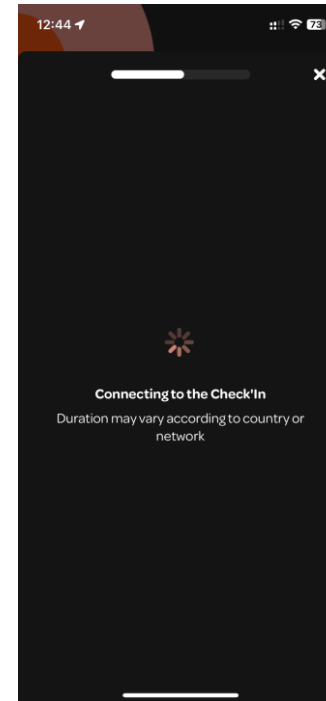 12:44
73
Connecting to the Check'In
Duration may vary according to country or
network